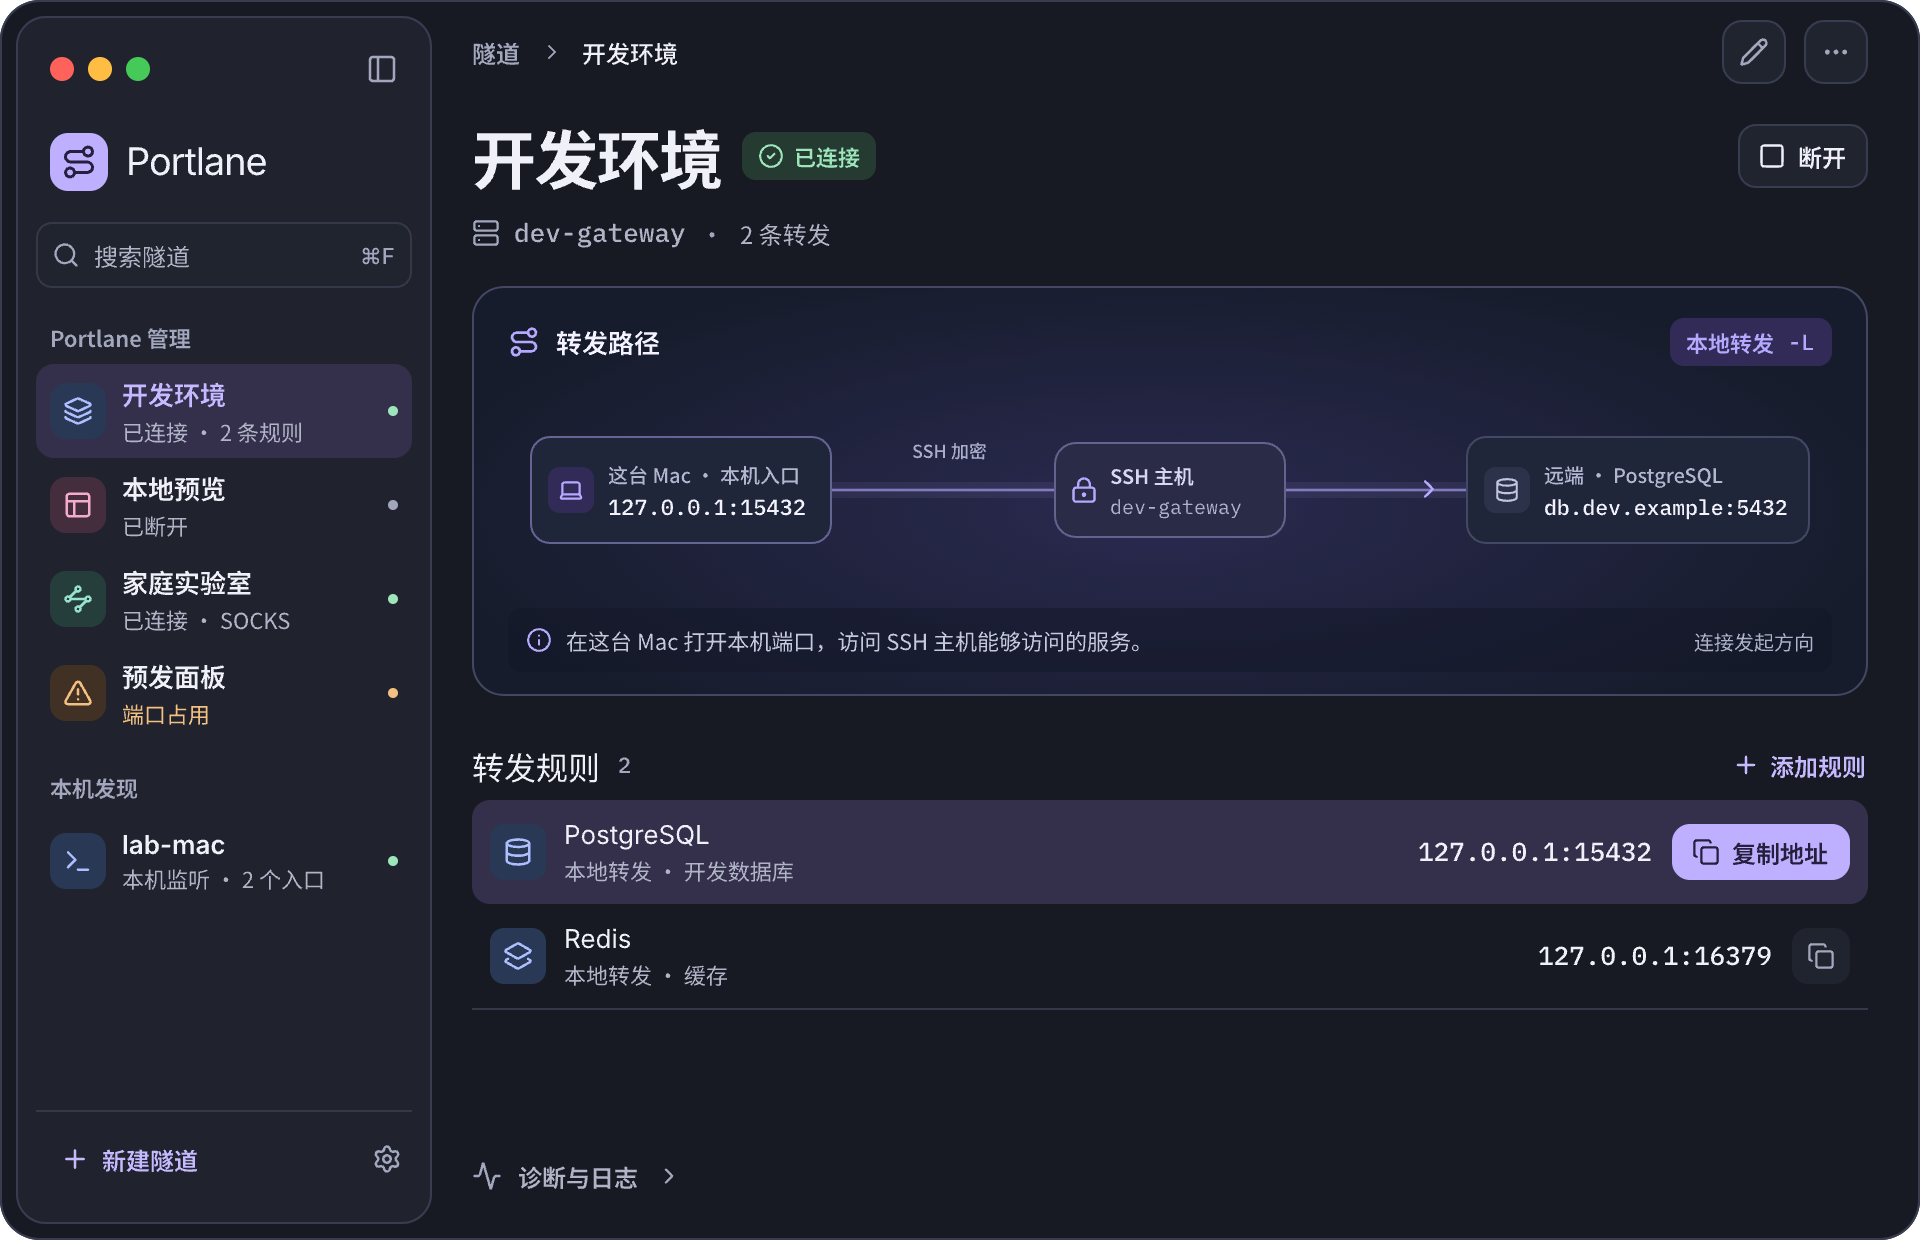 Portlane
搜索隧道 ⌘F
Portlane 管理
开发环境
已连接 · 2 条规则
本地预览
已断开
家庭实验室
已连接 · SOCKS
预发面板
端口占用
本机发现
lab-mac
本机监听 · 2 个入口
新建隧道
隧道 > 开发环境
开发环境 已连接
断开
dev-gateway · 2 条转发
转发路径
本地转发 -L
这台 Mac · 本机入口
127.0.0.1:15432
SSH 加密
SSH 主机
dev-gateway
远端 · PostgreSQL
db.dev.example:5432
在这台 Mac 打开本机端口，访问 SSH 主机能够访问的服务。
连接发起方向
转发规则 2
添加规则
PostgreSQL
本地转发 · 开发数据库
127.0.0.1:15432
复制地址
Redis
本地转发 · 缓存
127.0.0.1:16379
诊断与日志